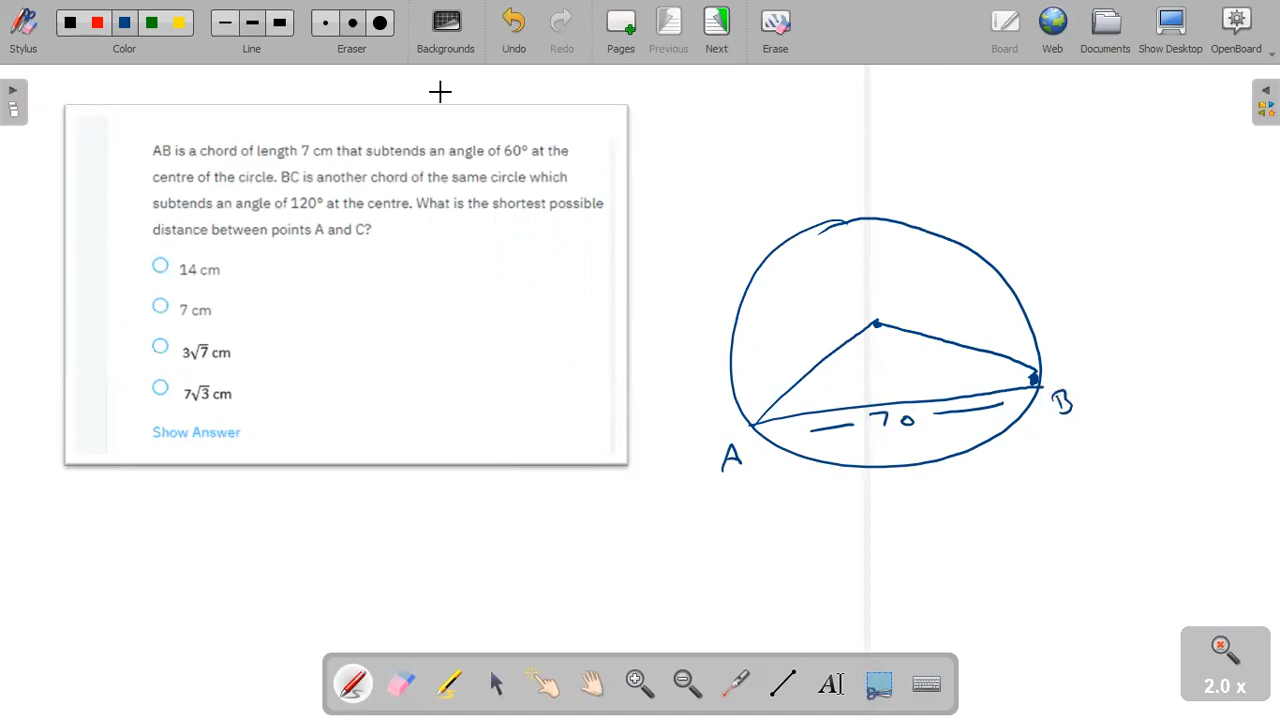 Stylus
Color
Line
Eraser
Backgrounds
Undo
Redo
Pages
Previous
Next
Erase
Board
Web
Documents
Show Desktop
OpenBoard
AB is a chord of length 7 cm that subtends an angle of 60° at the
centre of the circle. BC is another chord of the same circle which
subtends an angle of 120° at the centre. What is the shortest possible
distance between points A and C?
14 cm
7 cm
3√7 cm
7√3 cm
Show Answer
A
B
70
AI
2.0 x